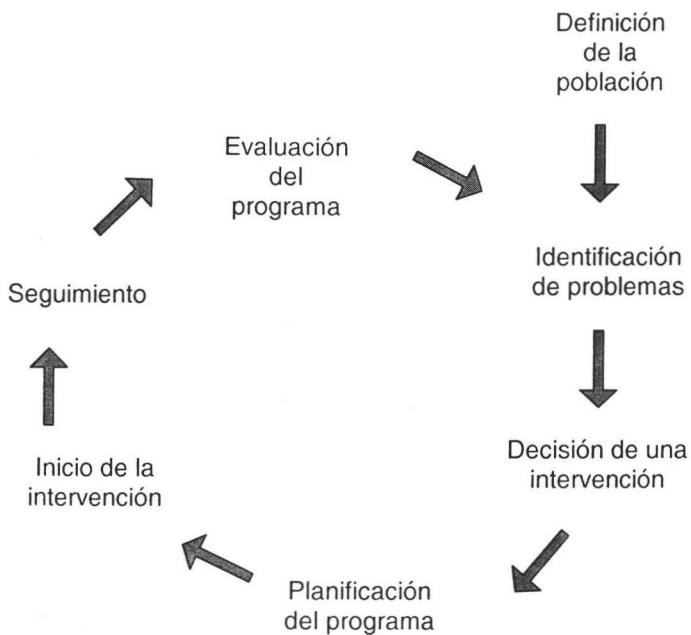 Definición
de la
población
Identificación
de problemas
Decisión de una
intervención
Planificación
del programa
Inicio de la
intervención
Seguimiento
Evaluación
del
programa